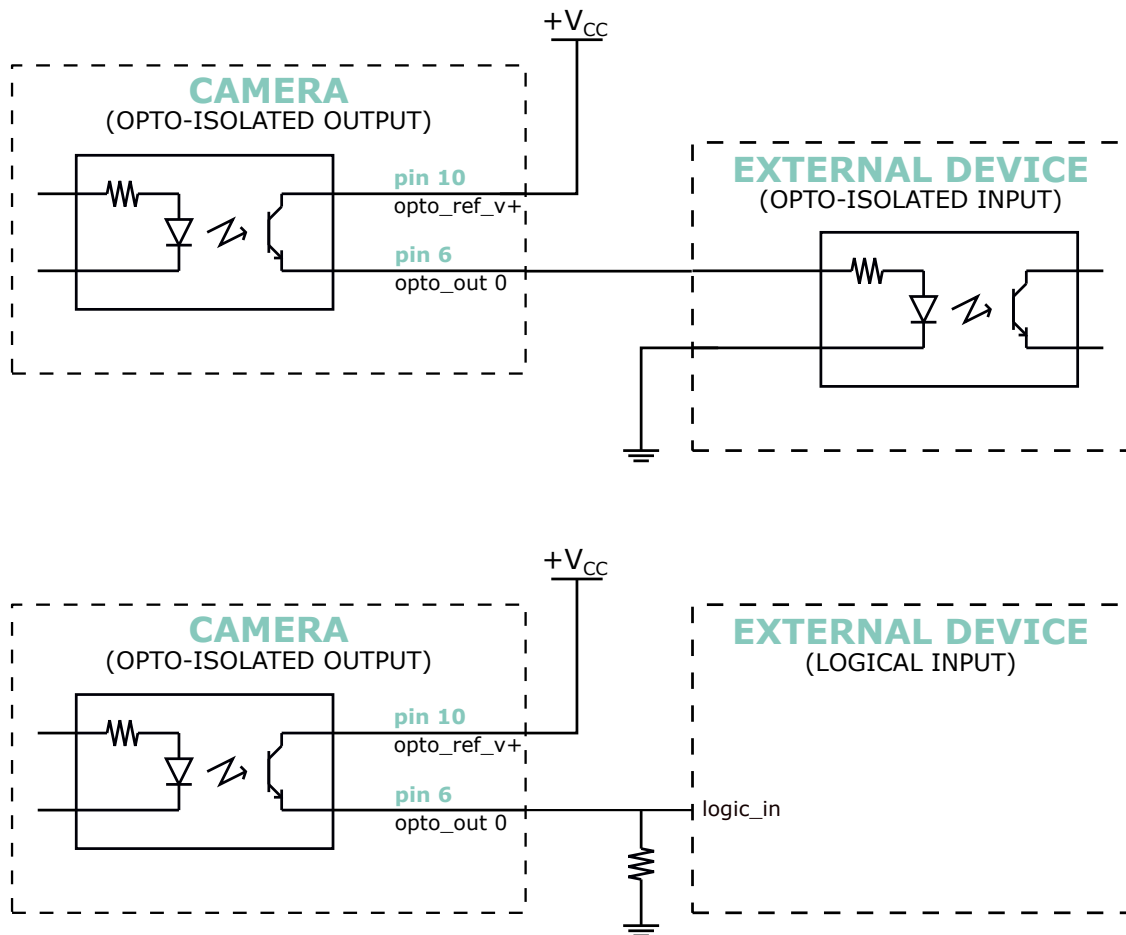 +VCC
CAMERA
(OPTO-ISOLATED OUTPUT)
pin 10
opto_ref_v+
pin 6
opto_out 0
EXTERNAL DEVICE
(OPTO-ISOLATED INPUT)
+VCC
CAMERA
(OPTO-ISOLATED OUTPUT)
pin 10
opto_ref_v+
pin 6
opto_out 0
EXTERNAL DEVICE
(LOGICAL INPUT)
logic_in